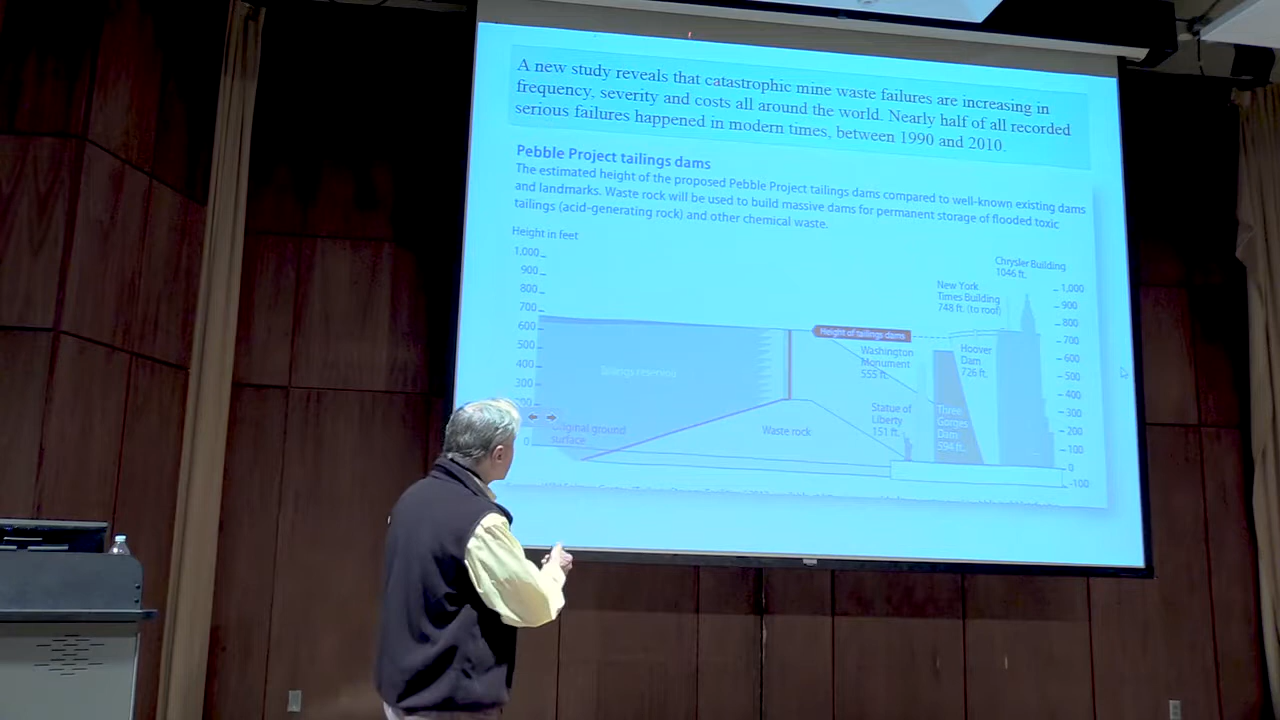 A new study reveals that catastrophic mine waste failures are increasing in
frequency, severity and costs all around the world. Nearly half of all recorded
serious failures happened in modern times, between 1990 and 2010.
Pebble Project tailings dams
The estimated height of the proposed Pebble Project tailings dams compared to well-known existing dams
and landmarks. Waste rock will be used to build massive dams for permanent storage of flooded toxic
tailings (acid-generating rock) and other chemical waste.
Height in feet
1,000
900
800
700
600
500
400
300
200
0
Tailings reservoir
Original ground
surface
Waste rock
Height of tailings dams
Washington
Monument
555 ft.
Statue of
Liberty
151 ft.
New York
Times Building
748 ft. (to roof)
Three
Gorges
Dam
594 ft.
Hoover
Dam
726 ft.
Chrysler Building
1046 ft.
1,000
900
800
700
600
500
400
300
200
100
0
-100